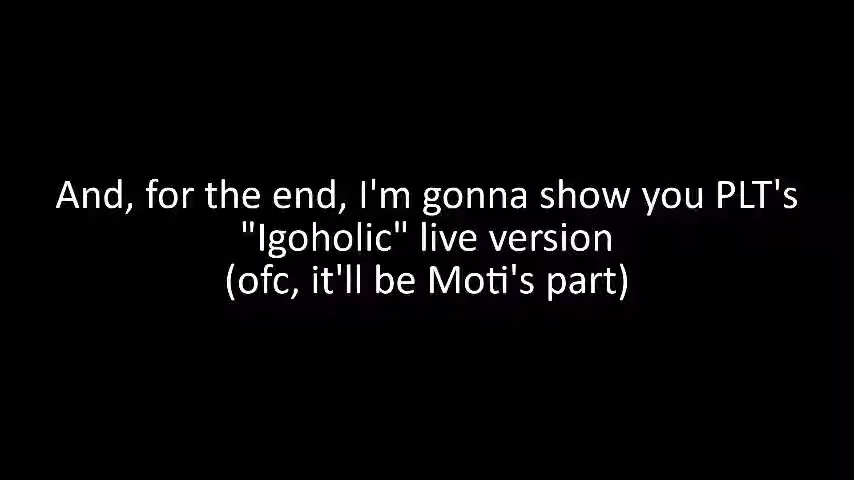 And, for the end, I'm gonna show you PLT's
"Igoholic" live version
(ofc, it'll be Moti's part)